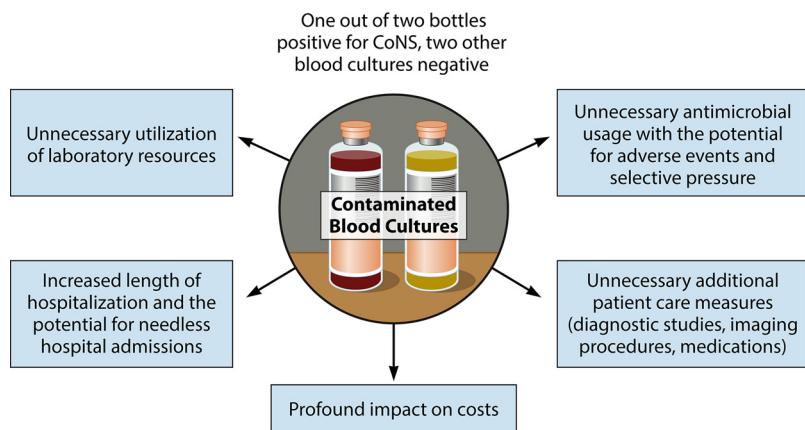 One out of two bottles
positive for CoNS, two other
blood cultures negative
Unnecessary utilization
of laboratory resources
Unnecessary antimicrobial
usage with the potential
for adverse events and
selective pressure
Contaminated
Blood Cultures
Increased length of
hospitalization and the
potential for needless
hospital admissions
Unnecessary additional
patient care measures
(diagnostic studies, imaging
procedures, medications)
Profound impact on costs